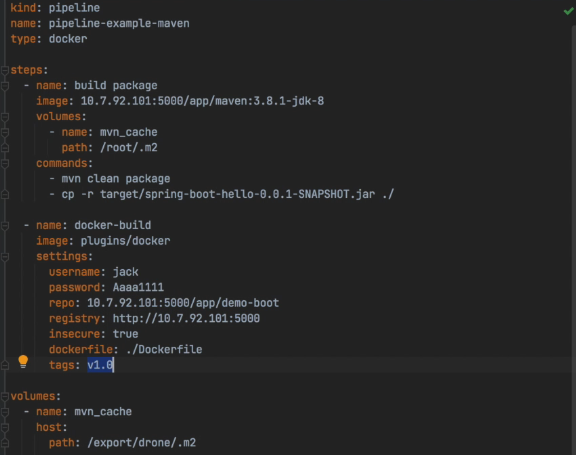 kind: pipeline
name: pipeline-example-maven
type: docker
steps:
- name: build package
image: 10.7.92.101:5000/app/maven:3.8.1-jdk-8
volumes:
- name: mvn_cache
path: /root/.m2
commands:
- mvn clean package
- cp -r target/spring-boot-hello-0.0.1-SNAPSHOT.jar ./
- name: docker-build
image: plugins/docker
settings:
username: jack
password: Aaaa1111
repo: 10.7.92.101:5000/app/demo-boot
registry: http://10.7.92.101:5000
insecure: true
dockerfile: ./Dockerfile
tags: v1.0
volumes:
- name: mvn_cache
host:
path: /export/drone/.m2